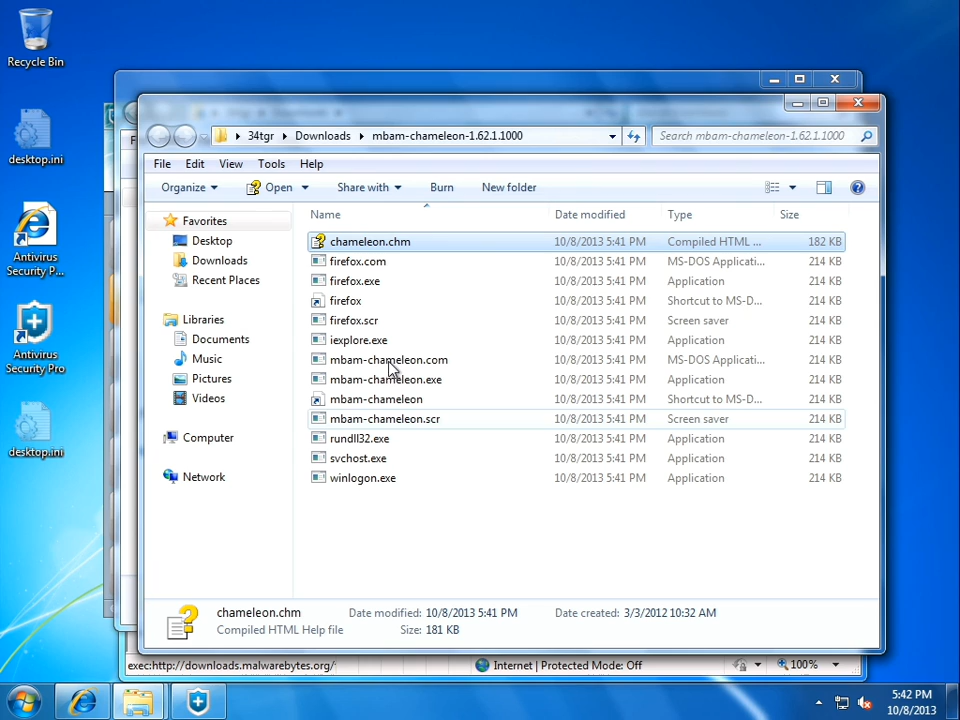 Recycle Bin
desktop.ini
Antivirus
Security P...
Antivirus
Security Pro
desktop.ini
34tgr
Downloads
mbam-chameleon-1.62.1.1000
Search mbam-chameleon-1.62.1.1000
File Edit View Tools Help
Organize Open Share with Burn New folder
Name Date modified Type Size
Favorites
Desktop
Downloads
Recent Places
Libraries
Documents
Music
Pictures
Videos
Computer
Network
chameleon.chm 10/8/2013 5:41 PM Compiled HTML ... 182 KB
firefox.com 10/8/2013 5:41 PM MS-DOS Applicati... 214 KB
firefox.exe 10/8/2013 5:41 PM Application 214 KB
firefox 10/8/2013 5:41 PM Shortcut to MS-D... 214 KB
firefox.scr 10/8/2013 5:41 PM Screen saver 214 KB
iexplore.exe 10/8/2013 5:41 PM Application 214 KB
mbam-chameleon.com 10/8/2013 5:41 PM MS-DOS Applicati... 214 KB
mbam-chameleon.exe 10/8/2013 5:41 PM Application 214 KB
mbam-chameleon 10/8/2013 5:41 PM Shortcut to MS-D... 214 KB
mbam-chameleon.scr 10/8/2013 5:41 PM Screen saver 214 KB
rundll32.exe 10/8/2013 5:41 PM Application 214 KB
svchost.exe 10/8/2013 5:41 PM Application 214 KB
winlogon.exe 10/8/2013 5:41 PM Application 214 KB
chameleon.chm Date modified: 10/8/2013 5:41 PM Date created: 3/3/2012 10:32 AM
Compiled HTML Help file Size: 181 KB
exec:http://downloads.malwarebytes.org/ Internet | Protected Mode: Off 100%
5:42 PM
10/8/2013